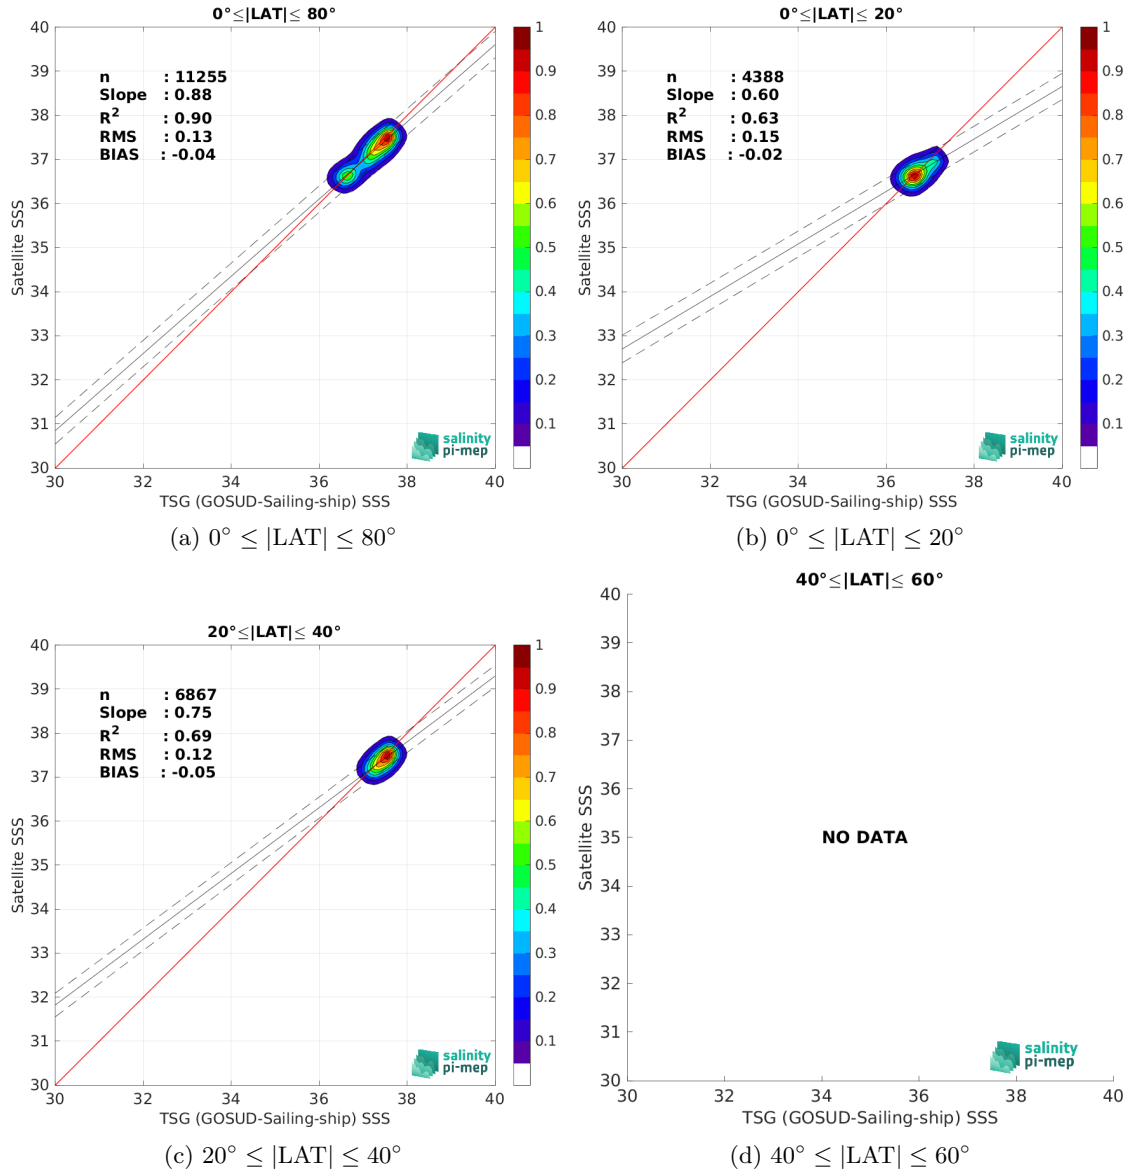 0°≤|LAT|≤ 80°
40
39
38
37
36
35
34
33
32
31
30
Satellite SSS
n : 11255
Slope : 0.88
R² : 0.90
RMS : 0.13
BIAS : -0.04
salinity
pi-mep
30 32 34 36 38 40
TSG (GOSUD-Sailing-ship) SSS
1
0.9
0.8
0.7
0.6
0.5
0.4
0.3
0.2
0.1
(a) 0° ≤ |LAT| ≤ 80°
0°≤|LAT|≤ 20°
40
39
38
37
36
35
34
33
32
31
30
Satellite SSS
n : 4388
Slope : 0.60
R² : 0.63
RMS : 0.15
BIAS : -0.02
salinity
pi-mep
30 32 34 36 38 40
TSG (GOSUD-Sailing-ship) SSS
1
0.9
0.8
0.7
0.6
0.5
0.4
0.3
0.2
0.1
(b) 0° ≤ |LAT| ≤ 20°
20°≤|LAT|≤ 40°
40
39
38
37
36
35
34
33
32
31
30
Satellite SSS
n : 6867
Slope : 0.75
R² : 0.69
RMS : 0.12
BIAS : -0.05
salinity
pi-mep
30 32 34 36 38 40
TSG (GOSUD-Sailing-ship) SSS
1
0.9
0.8
0.7
0.6
0.5
0.4
0.3
0.2
0.1
(c) 20° ≤ |LAT| ≤ 40°
40°≤|LAT|≤ 60°
40
39
38
37
36
35
34
33
32
31
30
Satellite SSS
NO DATA
salinity
pi-mep
30 32 34 36 38 40
TSG (GOSUD-Sailing-ship) SSS
(d) 40° ≤ |LAT| ≤ 60°